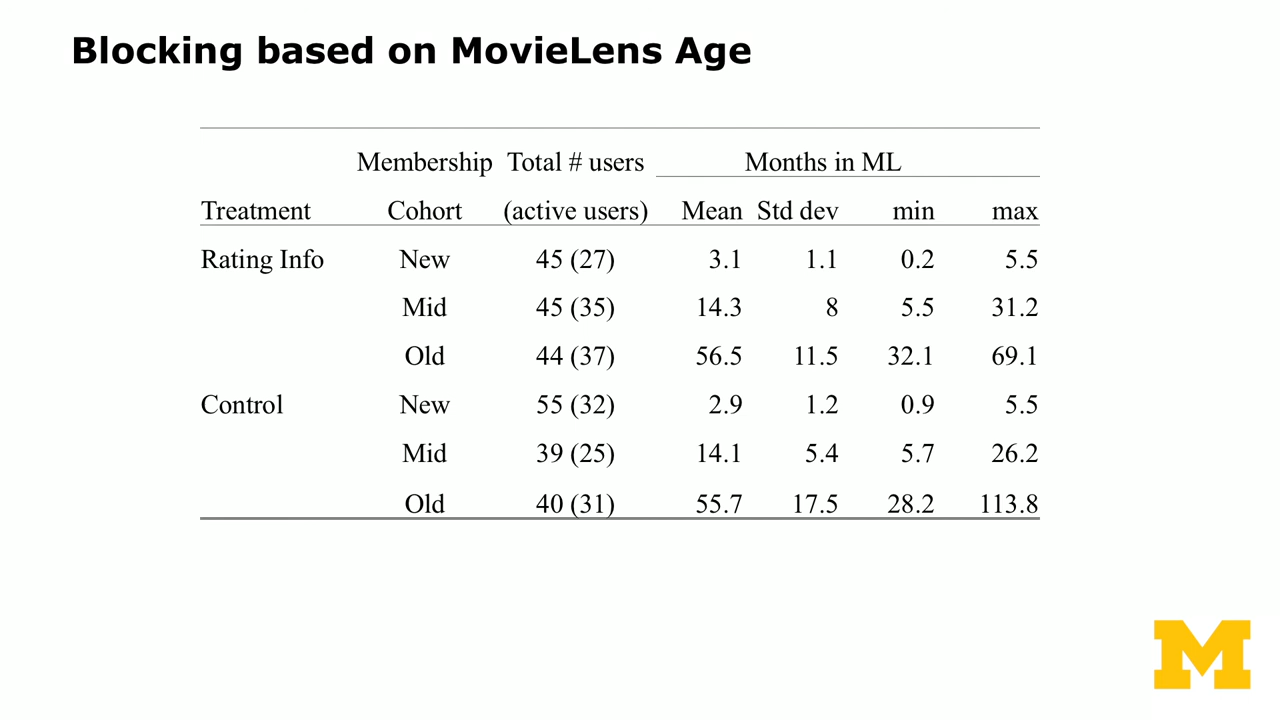 Blocking based on MovieLens Age
Membership Total # users Months in ML
Treatment Cohort (active users) Mean Std dev min max
Rating Info New 45 (27) 3.1 1.1 0.2 5.5
Mid 45 (35) 14.3 8 5.5 31.2
Old 44 (37) 56.5 11.5 32.1 69.1
Control New 55 (32) 2.9 1.2 0.9 5.5
Mid 39 (25) 14.1 5.4 5.7 26.2
Old 40 (31) 55.7 17.5 28.2 113.8
M